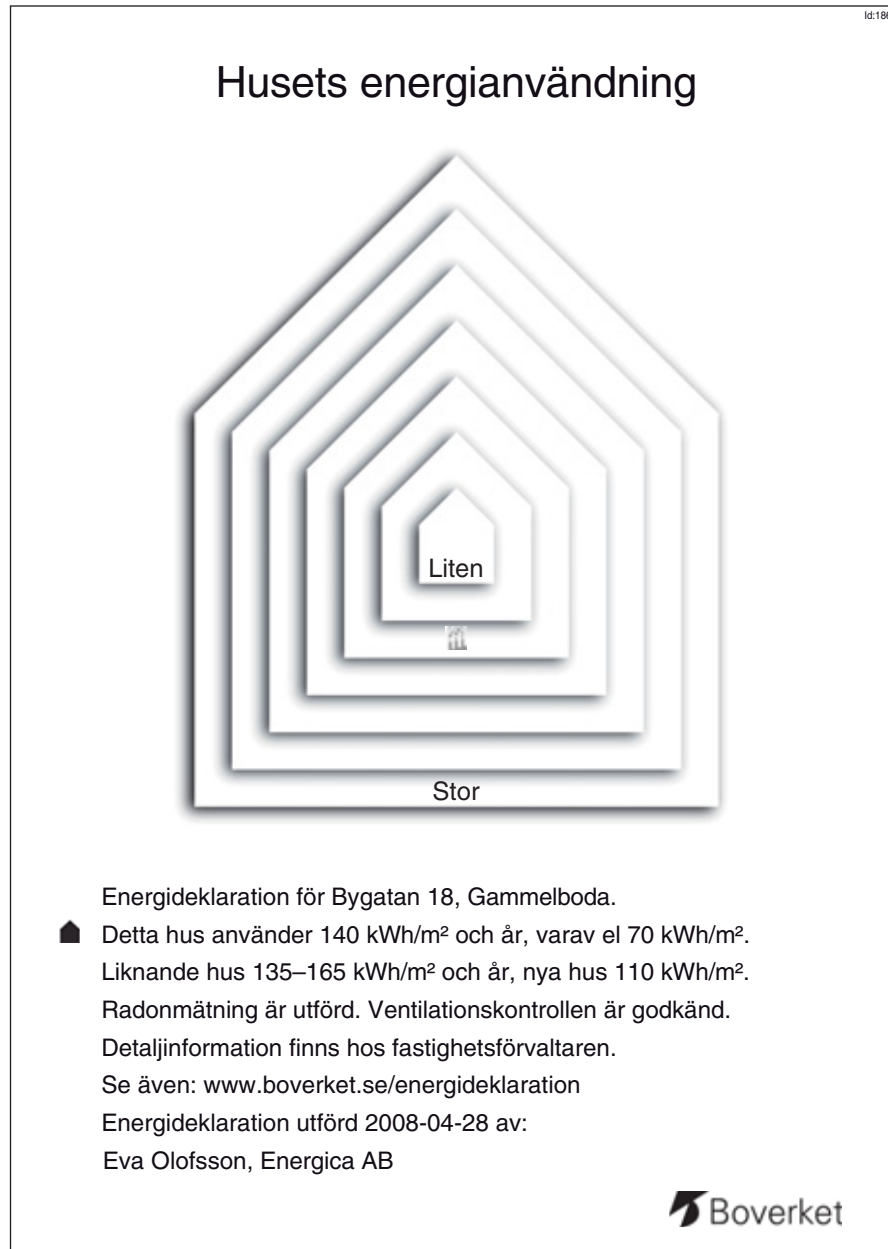 Id:186
Husets energianvändning
Liten
Stor
Energideklaration för Bygatan 18, Gammelboda.
Detta hus använder 140 kWh/m² och år, varav el 70 kWh/m².
Liknande hus 135–165 kWh/m² och år, nya hus 110 kWh/m².
Radonmätning är utförd. Ventilationskontrollen är godkänd.
Detaljinformation finns hos fastighetsförvaltaren.
Se även: www.boverket.se/energideklaration
Energideklaration utförd 2008-04-28 av:
Eva Olofsson, Energica AB
Boverket